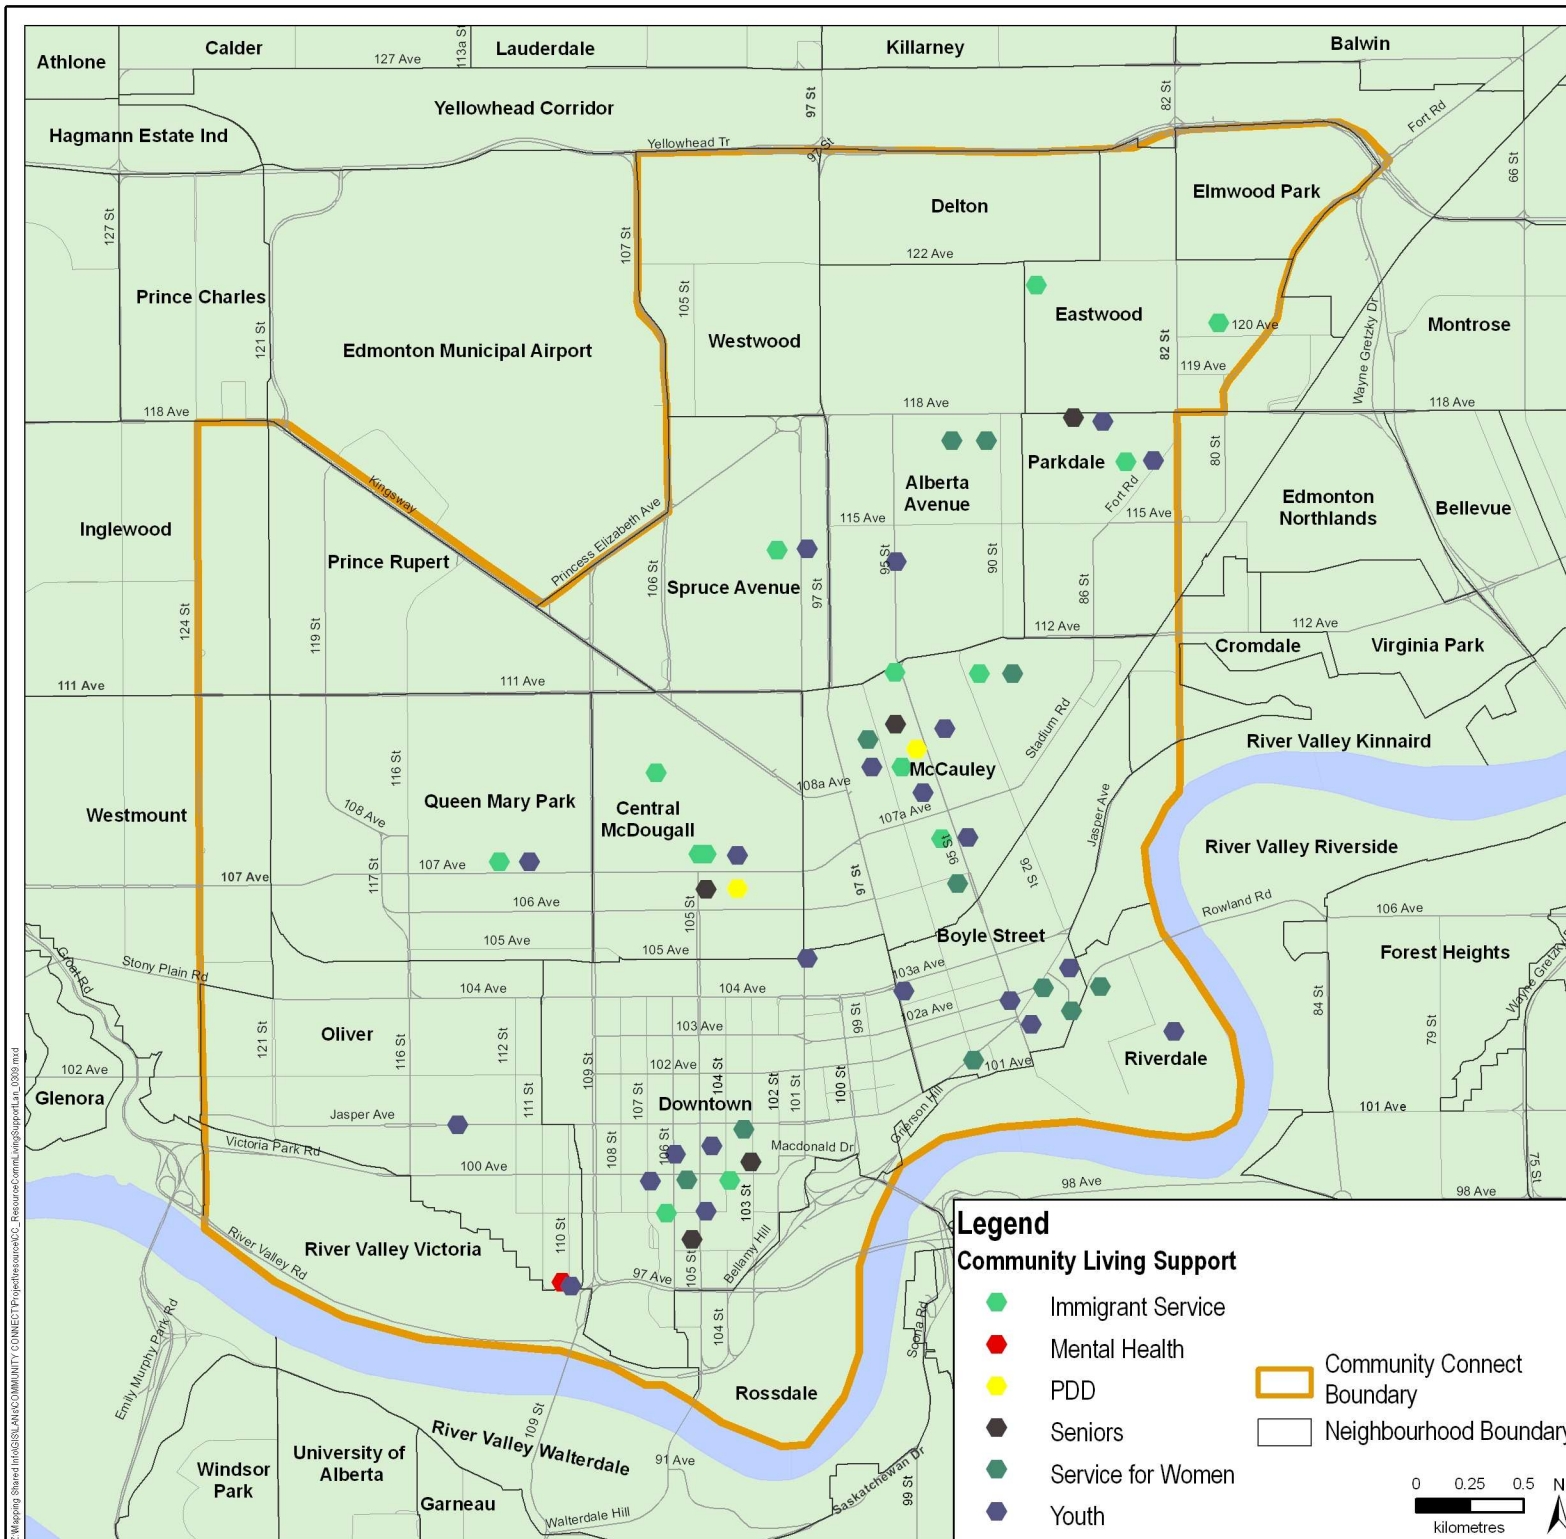 Athlone
Calder
127 Ave
113a St
Lauderdale
Killarney
Balwin
Hagmann Estate Ind
Yellowhead Corridor
97 St
82 St
Fort Rd
Yellowhead Tr
97 St
66 St
127 St
107 St
Delton
Elmwood Park
122 Ave
Prince Charles
105 St
Eastwood
121 St
Edmonton Municipal Airport
Westwood
82 St
120 Ave
119 Ave
Wayne Gretzky Dr
Montrose
118 Ave
118 Ave
118 Ave
Kingsway
Parkdale
Alberta
Avenue
Fort Rd
80 St
Edmonton
Northlands
Bellevue
Inglewood
Prince Rupert
Princess Elizabeth Ave
115 Ave
115 Ave
106 St
Spruce Avenue
97 St
95 St
90 St
86 St
124 St
119 St
112 Ave
112 Ave
Cromdale
Virginia Park
111 Ave
111 Ave
Stadium Rd
River Valley Kinnaird
116 St
108a Ave
McCauley
Westmount
108 Ave
Queen Mary Park
Central
McDougall
107a Ave
Jasper Ave
River Valley Riverside
107 Ave
117 St
107 Ave
97 St
95 St
92 St
106 Ave
105 St
Rowland Rd
106 Ave
105 Ave
105 Ave
Boyle Street
Forest Heights
Groat Rd
Stony Plain Rd
103a Ave
104 Ave
104 Ave
102a Ave
84 St
Wayne Gretzky
121 St
Oliver
116 St
112 St
103 Ave
99 St
79 St
102 Ave
109 St
102 Ave
104 St
102 St
101 St
100 St
101 Ave
Riverdale
Glenora
111 St
107 St
Downtown
Grierson Hill
101 Ave
Jasper Ave
Victoria Park Rd
108 St
106 St
Macdonald Dr
100 Ave
103 St
98 Ave
75 St
98 Ave
River Valley Rd
River Valley Victoria
110 St
97 Ave
105 St
Bellamy Hill
104 St
Scona Rd
Emily Murphy Park Rd
Rossdale
109 St
River Valley Walterdale
91 Ave
Windsor
Park
University of
Alberta
Garneau
Walterdale Hill
Saskatchewan Dr
99 St
Legend
Community Living Support
Immigrant Service
Mental Health
PDD
Seniors
Service for Women
Youth
Community Connect
Boundary
Neighbourhood Boundary
0 0.25 0.5
kilometres
N